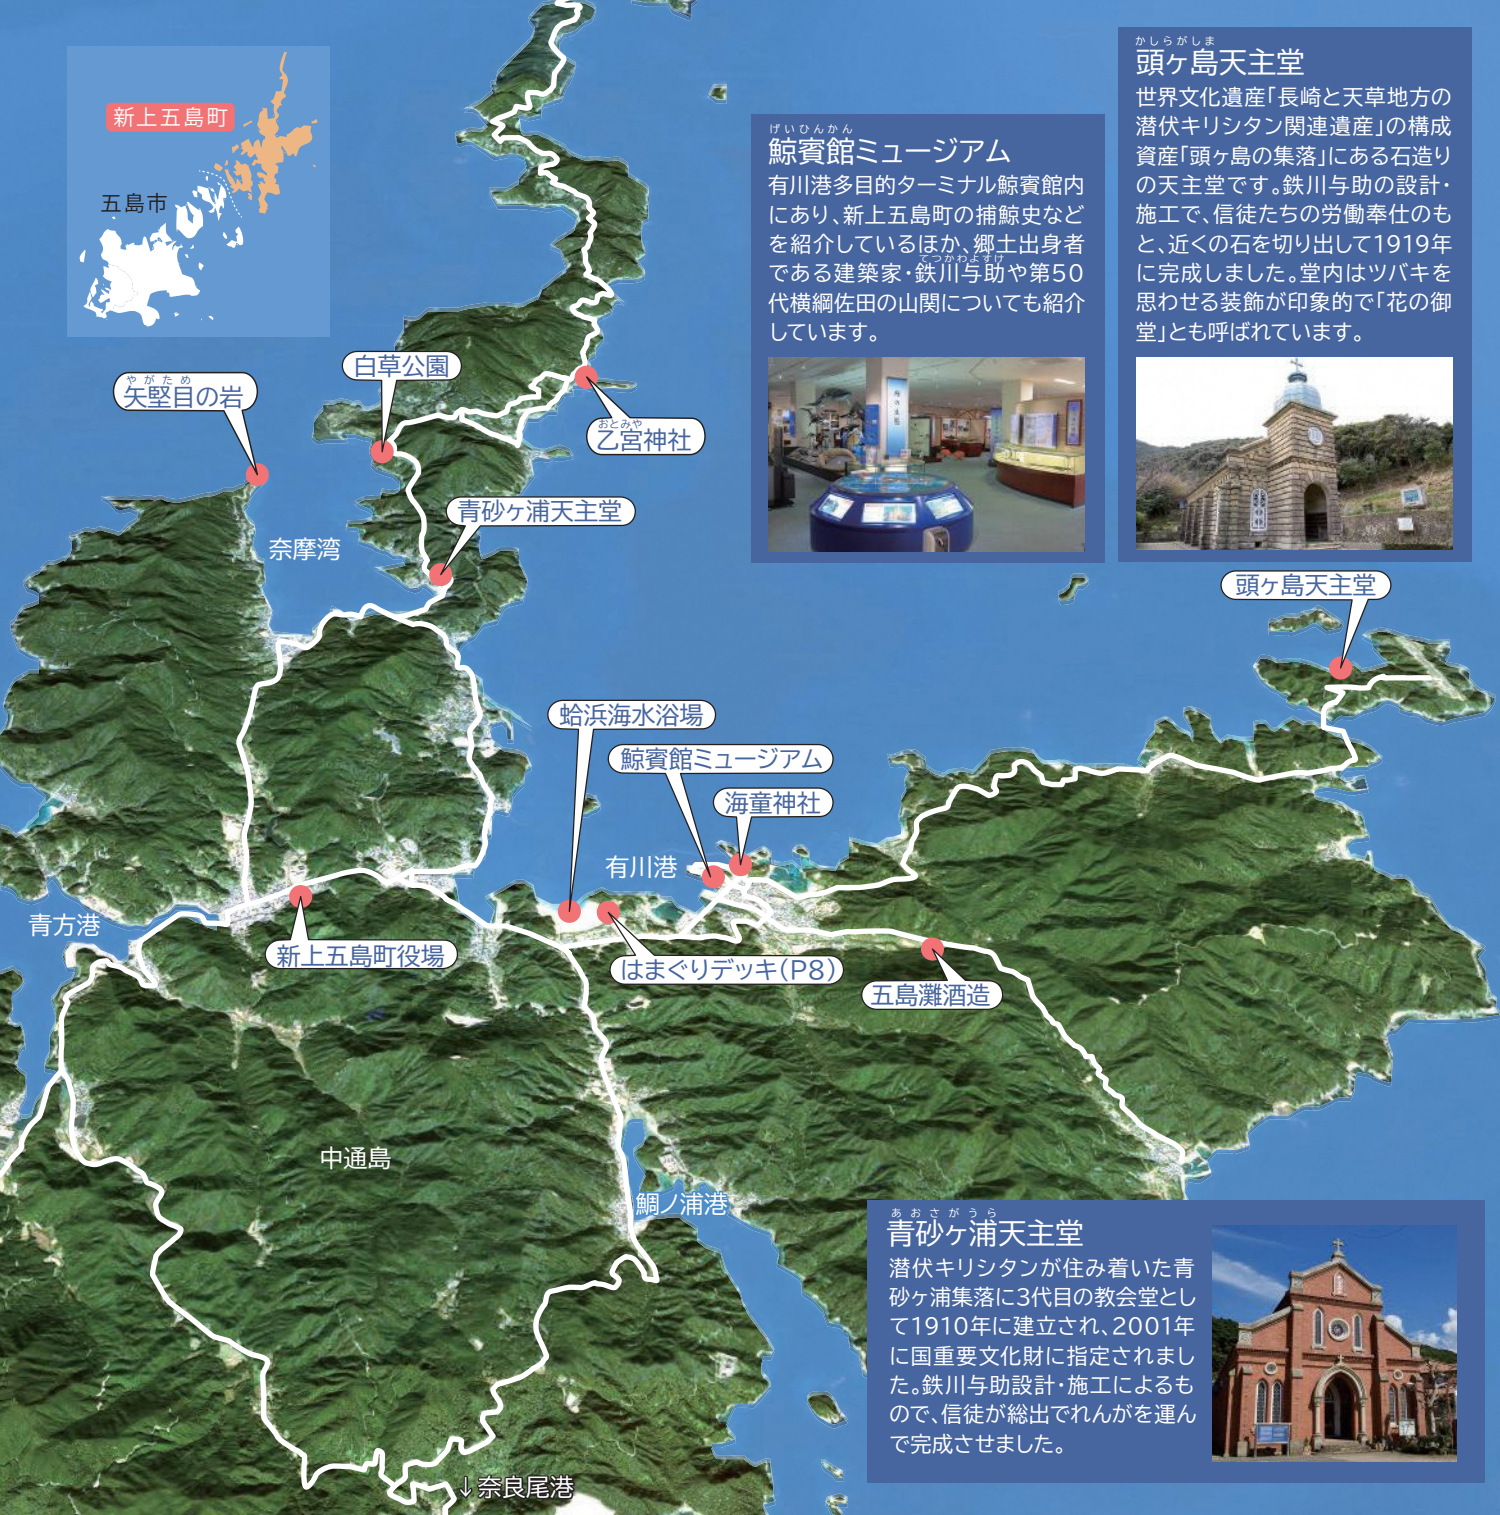 新上五島町
五島市
げいひんかん
鯨賓館ミュージアム
有川港多目的ターミナル鯨賓館内
にあり、新上五島町の捕鯨史など
を紹介しているほか、郷土出身者
てつかわよすけ
である建築家・鉄川与助や第50
代横綱佐田の山関についても紹介
しています。
かしらがしま
頭ヶ島天主堂
世界文化遺産「長崎と天草地方の
潜伏キリシタン関連遺産」の構成
資産「頭ヶ島の集落」にある石造り
の天主堂です。鉄川与助の設計・
施工で、信徒たちの労働奉仕のも
と、近くの石を切り出して1919年
に完成しました。堂内はツバキを
思わせる装飾が印象的で「花の御
堂」とも呼ばれています。
やがため
矢堅目の岩
白草公園
おとみや
乙宮神社
青砂ヶ浦天主堂
奈摩湾
頭ヶ島天主堂
蛤浜海水浴場
鯨賓館ミュージアム
海童神社
有川港
青方港
新上五島町役場
はまぐりデッキ(P8)
五島灘酒造
中通島
鯛ノ浦港
↓奈良尾港
あおさがうら
青砂ヶ浦天主堂
潜伏キリシタンが住み着いた青
砂ヶ浦集落に3代目の教会堂とし
て1910年に建立され、2001年
に国重要文化財に指定されまし
た。鉄川与助設計・施工によるも
ので、信徒が総出でれんがを運ん
で完成させました。